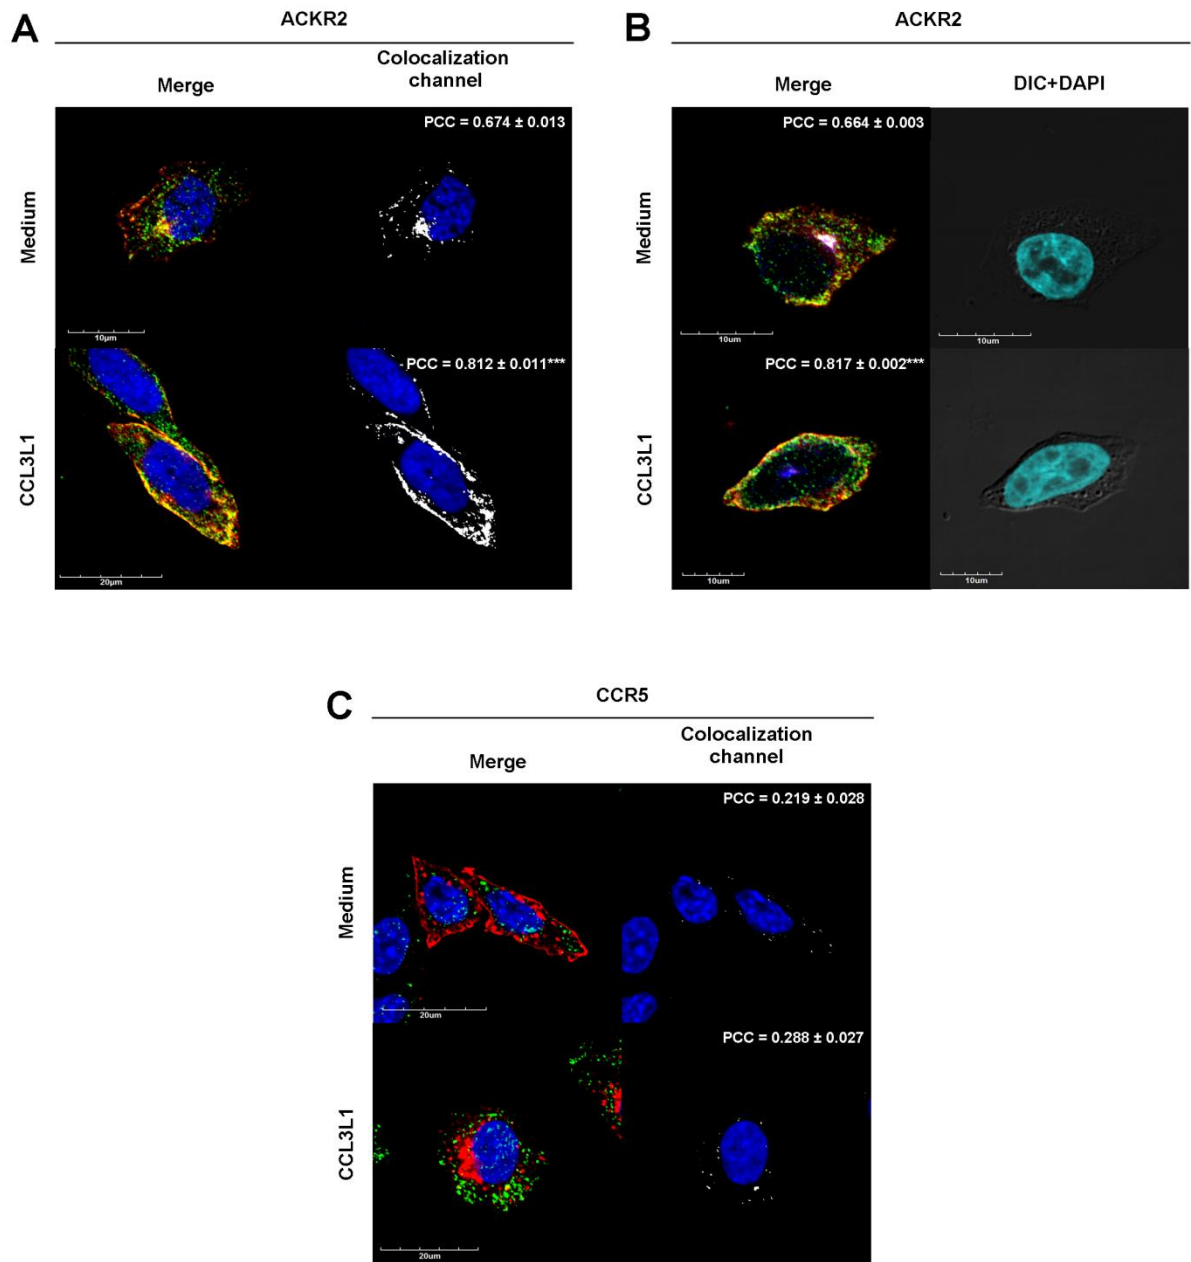 A
ACKR2
Merge
Colocalization
channel
Medium
PCC = 0.674 ± 0.013
10µm
CCL3L1
PCC = 0.812 ± 0.011***
20µm
B
ACKR2
Merge
DIC+DAPI
PCC = 0.664 ± 0.003
10um
10um
PCC = 0.817 ± 0.002***
10um
10um
Medium
CCL3L1
C
CCR5
Merge
Colocalization
channel
Medium
PCC = 0.219 ± 0.028
20um
CCL3L1
PCC = 0.288 ± 0.027
20um